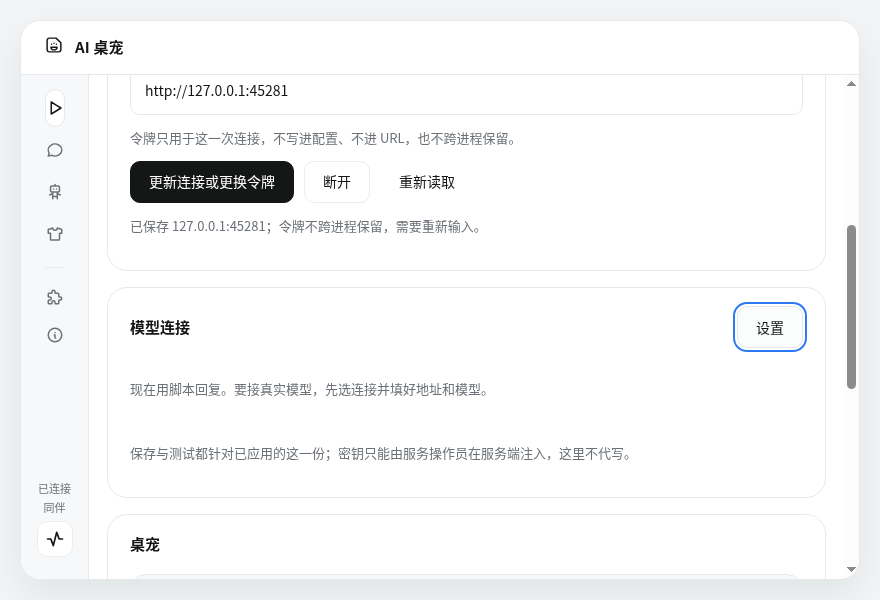 AI 桌宠
http://127.0.0.1:45281
令牌只用于这一次连接，不写进配置、不进 URL，也不跨进程保留。
更新连接或更换令牌
断开
重新读取
已保存 127.0.0.1:45281；令牌不跨进程保留，需要重新输入。
模型连接
设置
现在用脚本回复。要接真实模型，先选连接并填好地址和模型。
保存与测试都针对已应用的这一份；密钥只能由服务操作员在服务端注入，这里不代写。
已连接
同伴
桌宠